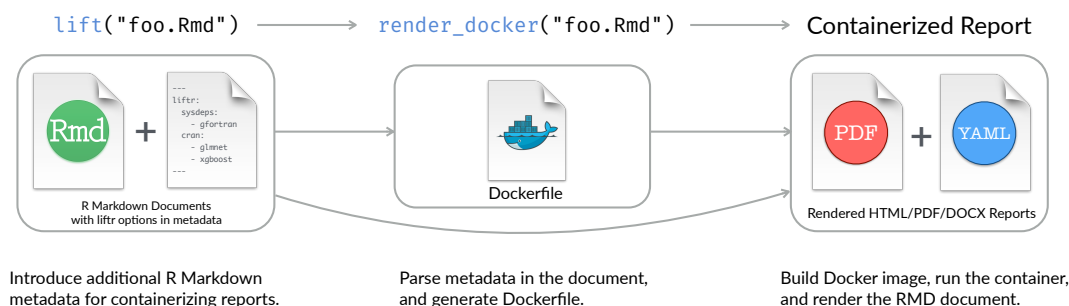 lift("foo.Rmd")
render_docker("foo.Rmd")
Containerized Report
Rmd
+
---
liftr:
  sysdeps:
    - gfortran
  cran:
    - glmnet
    - xgboost
---
R Markdown Documents
with liftr options in metadata
Dockerfile
PDF
+
YAML
Rendered HTML/PDF/DOCX Reports
Introduce additional R Markdown
metadata for containerizing reports.
Parse metadata in the document,
and generate Dockerfile.
Build Docker image, run the container,
and render the RMD document.